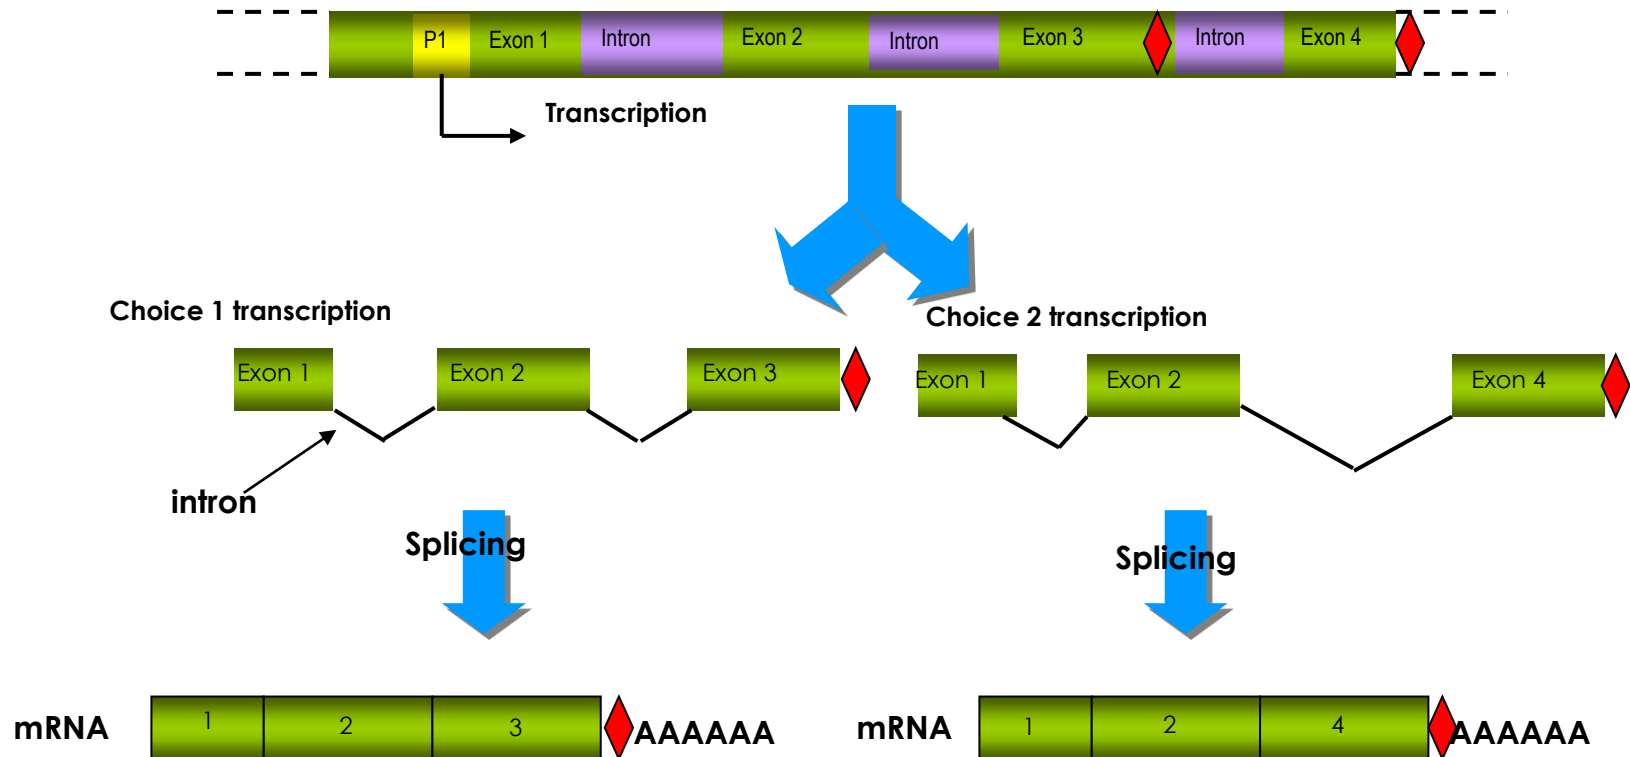 P1 Exon 1 Intron Exon 2 Intron Exon 3 Intron Exon 4
Transcription
Choice 1 transcription
Choice 2 transcription
Exon 1 Exon 2 Exon 3
Exon 1 Exon 2 Exon 4
intron
Splicing
Splicing
mRNA 1 2 3 AAAAAA
mRNA 1 2 4 AAAAAA